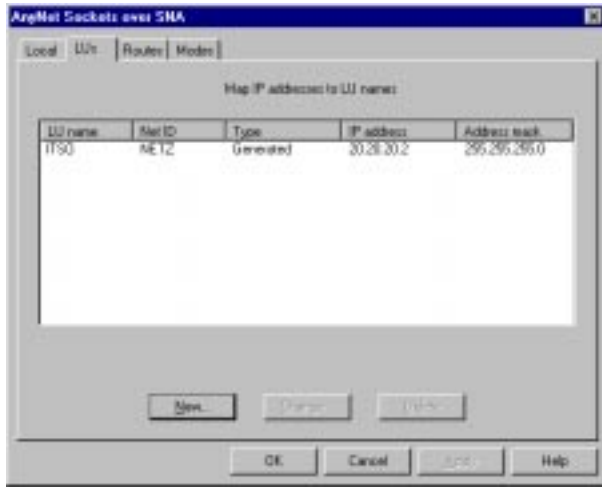 AnyNet Sockets over SNA
Local LUs Routes Modes
Map IP addresses to LU names
LU name Net ID Type IP address Address mask
ITSO NETZ Generated 20.20.20.2 255.255.255.0
New... Change... Delete
OK Cancel Apply Help